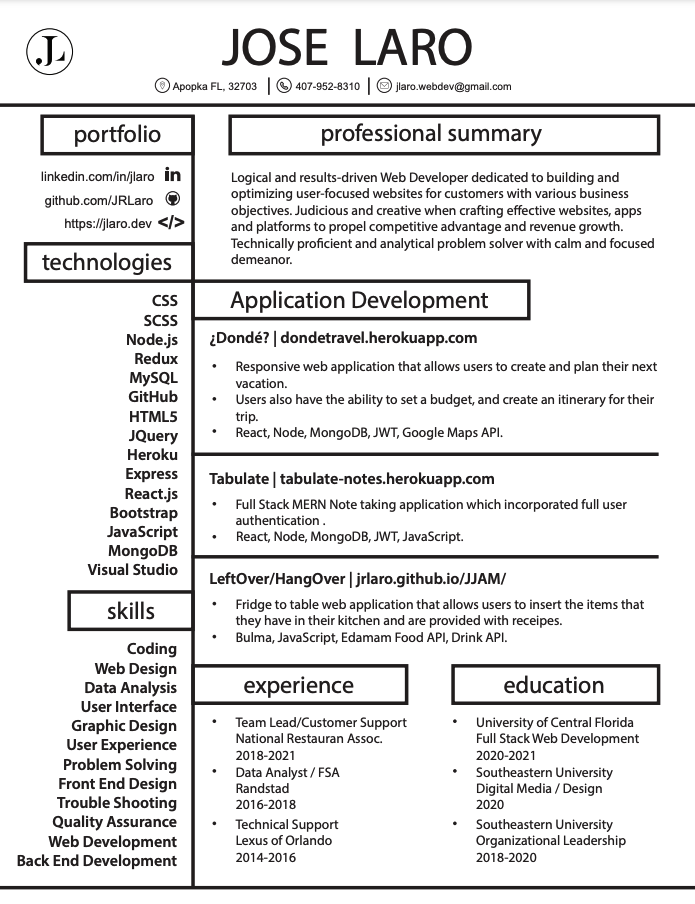 JL
JOSE LARO
Apopka FL, 32703 | 407-952-8310 | jlaro.webdev@gmail.com
portfolio
linkedin.com/in/jlaro in
github.com/JRLaro
https://jlaro.dev </>
technologies
CSS
SCSS
Node.js
Redux
MySQL
GitHub
HTML5
JQuery
Heroku
Express
React.js
Bootstrap
JavaScript
MongoDB
Visual Studio
skills
Coding
Web Design
Data Analysis
User Interface
Graphic Design
User Experience
Problem Solving
Front End Design
Trouble Shooting
Quality Assurance
Web Development
Back End Development
professional summary
Logical and results-driven Web Developer dedicated to building and
optimizing user-focused websites for customers with various business
objectives. Judicious and creative when crafting effective websites, apps
and platforms to propel competitive advantage and revenue growth.
Technically proficient and analytical problem solver with calm and focused
demeanor.
Application Development
¿Dondé? | dondetravel.herokuapp.com
• Responsive web application that allows users to create and plan their next
vacation.
• Users also have the ability to set a budget, and create an itinerary for their
trip.
• React, Node, MongoDB, JWT, Google Maps API.
Tabulate | tabulate-notes.herokuapp.com
• Full Stack MERN Note taking application which incorporated full user
authentication .
• React, Node, MongoDB, JWT, JavaScript.
LeftOver/HangOver | jrlaro.github.io/JJAM/
• Fridge to table web application that allows users to insert the items that
they have in their kitchen and are provided with receipes.
• Bulma, JavaScript, Edamam Food API, Drink API.
experience
• Team Lead/Customer Support
National Restauran Assoc.
2018-2021
• Data Analyst / FSA
Randstad
2016-2018
• Technical Support
Lexus of Orlando
2014-2016
education
• University of Central Florida
Full Stack Web Development
2020-2021
• Southeastern University
Digital Media / Design
2020
• Southeastern University
Organizational Leadership
2018-2020